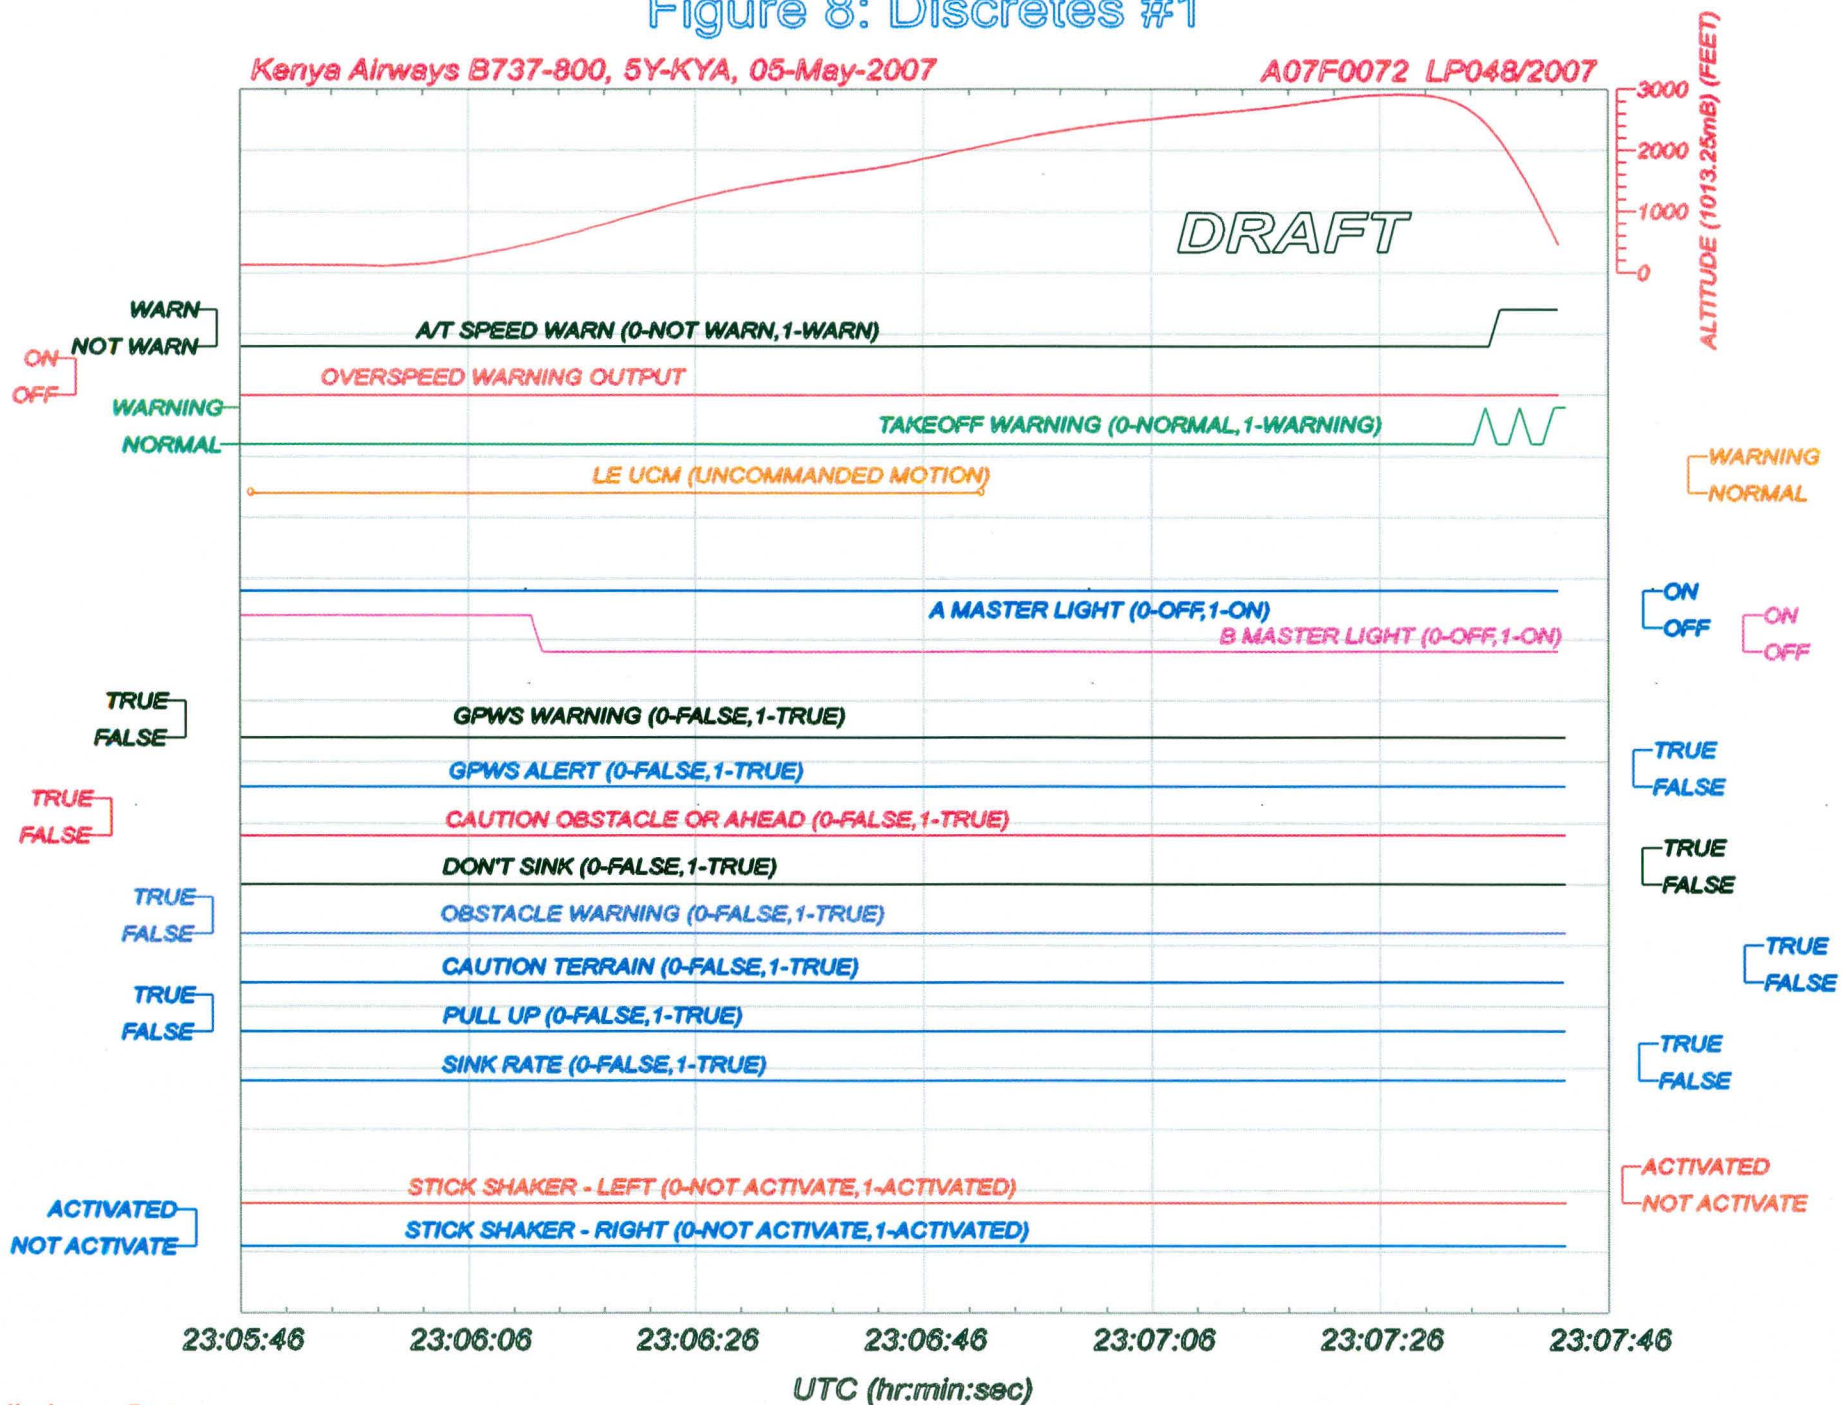 Figure 8: Discretes #1
Kenya Airways B737-800, 5Y-KYA, 05-May-2007
A07F0072 LP048/2007
3000
2000
1000
0
ALTITUDE (1013.25mB) (FEET)
DRAFT
WARN
NOT WARN
A/T SPEED WARN (0-NOT WARN,1-WARN)
ON
OFF
OVERSPEED WARNING OUTPUT
WARNING
NORMAL
TAKEOFF WARNING (0-NORMAL,1-WARNING)
LE UCM (UNCOMMANDED MOTION)
WARNING
NORMAL
A MASTER LIGHT (0-OFF,1-ON)
ON
OFF
B MASTER LIGHT (0-OFF,1-ON)
ON
OFF
TRUE
FALSE
GPWS WARNING (0-FALSE,1-TRUE)
GPWS ALERT (0-FALSE,1-TRUE)
TRUE
FALSE
TRUE
FALSE
CAUTION OBSTACLE OR AHEAD (0-FALSE,1-TRUE)
DON'T SINK (0-FALSE,1-TRUE)
TRUE
FALSE
TRUE
FALSE
OBSTACLE WARNING (0-FALSE,1-TRUE)
CAUTION TERRAIN (0-FALSE,1-TRUE)
TRUE
FALSE
TRUE
FALSE
PULL UP (0-FALSE,1-TRUE)
SINK RATE (0-FALSE,1-TRUE)
TRUE
FALSE
STICK SHAKER - LEFT (0-NOT ACTIVATE,1-ACTIVATED)
ACTIVATED
NOT ACTIVATE
ACTIVATED
NOT ACTIVATE
STICK SHAKER - RIGHT (0-NOT ACTIVATE,1-ACTIVATED)
23:05:46 23:06:06 23:06:26 23:06:46 23:07:06 23:07:26 23:07:46
UTC (hr:min:sec)